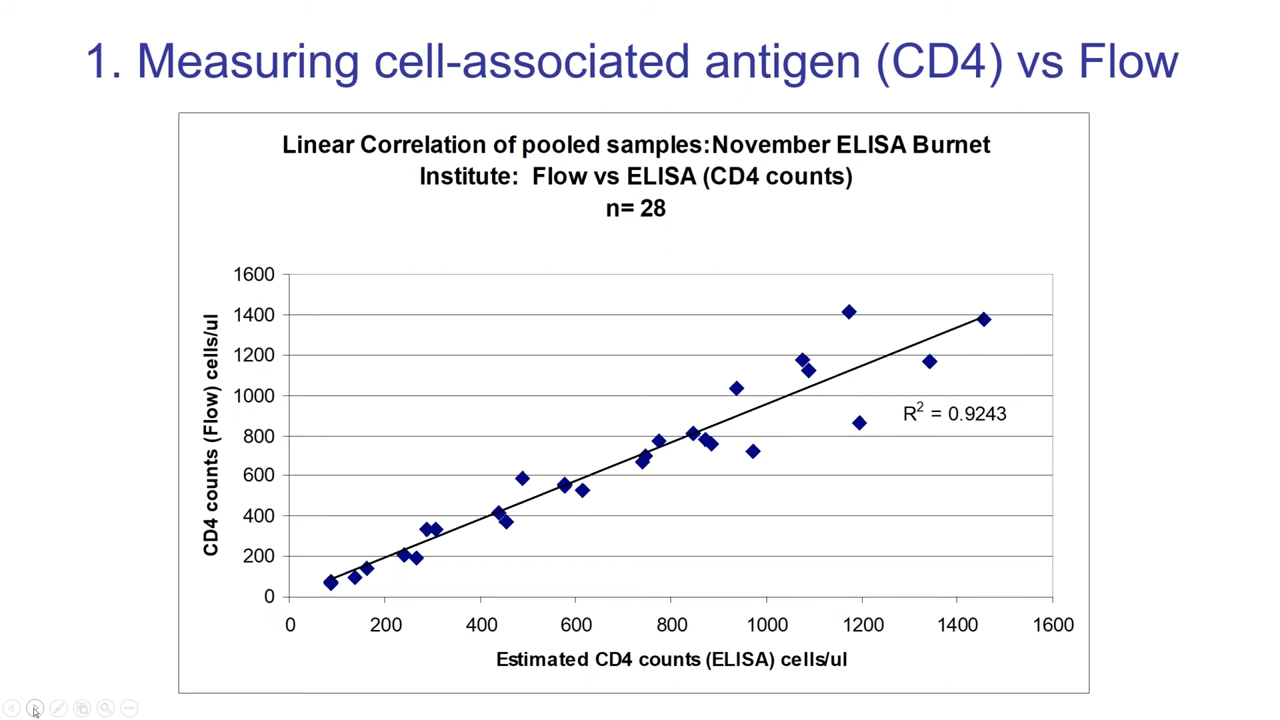 1. Measuring cell-associated antigen (CD4) vs Flow
Linear Correlation of pooled samples:November ELISA Burnet
Institute: Flow vs ELISA (CD4 counts)
n= 28
CD4 counts (Flow) cells/ul
1600
1400
1200
1000
800
600
400
200
0
R² = 0.9243
0 200 400 600 800 1000 1200 1400 1600
Estimated CD4 counts (ELISA) cells/ul